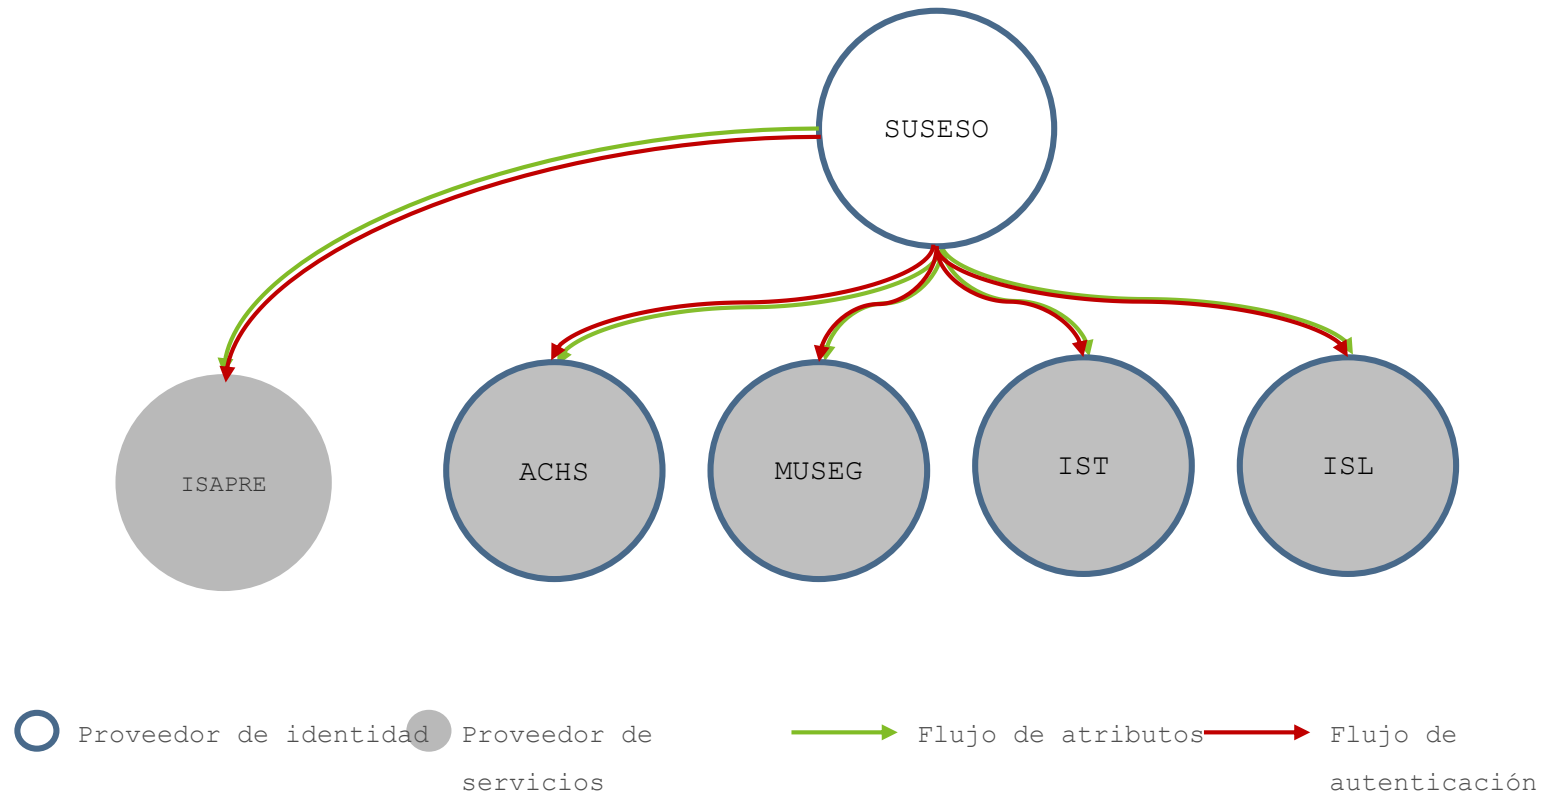 SUSESO
ISAPRE
ACHS
MUSEG
IST
ISL
Proveedor de identidad
Proveedor de
servicios
Flujo de atributos
Flujo de
autenticación